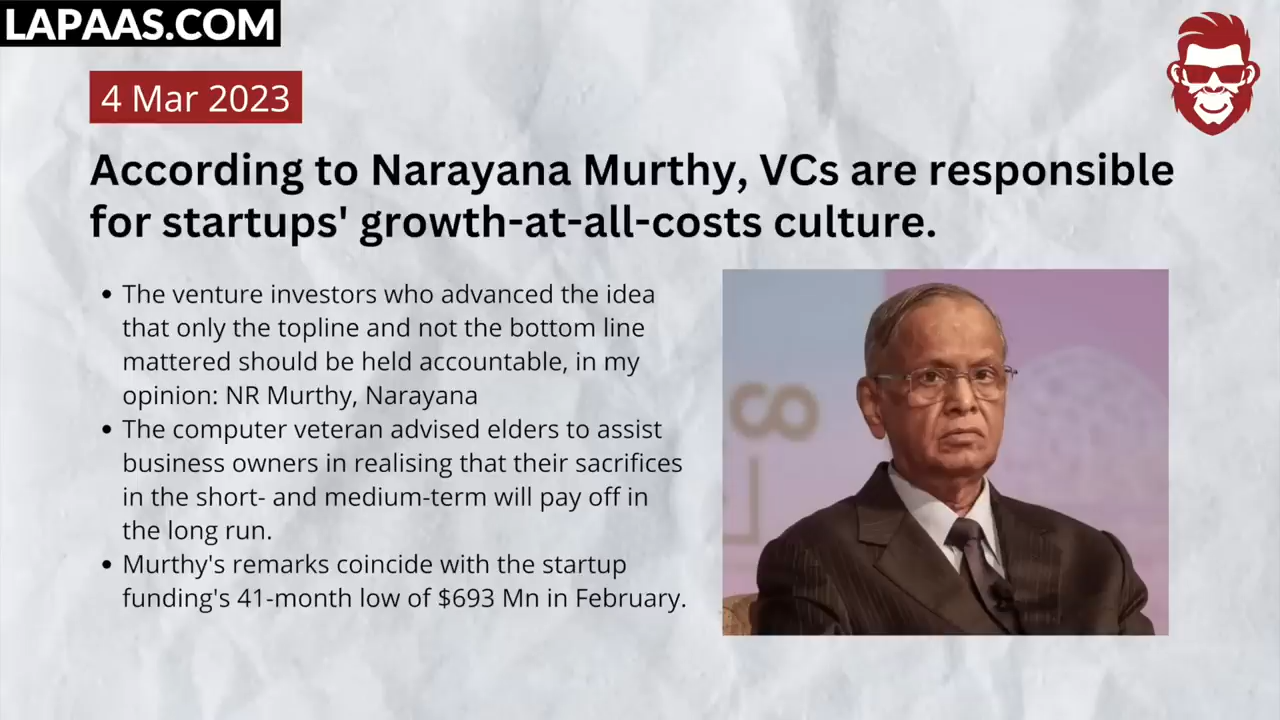 LAPAAS.COM
4 Mar 2023
According to Narayana Murthy, VCs are responsible
for startups' growth-at-all-costs culture.
• The venture investors who advanced the idea
that only the topline and not the bottom line
mattered should be held accountable, in my
opinion: NR Murthy, Narayana
• The computer veteran advised elders to assist
business owners in realising that their sacrifices
in the short- and medium-term will pay off in
the long run.
• Murthy's remarks coincide with the startup
funding's 41-month low of $693 Mn in February.